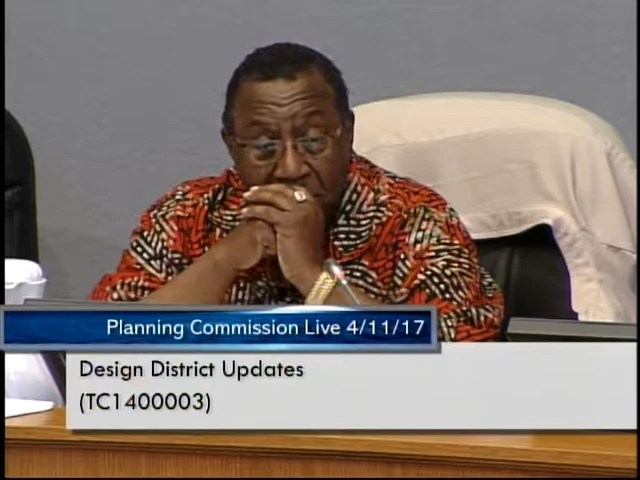 Planning Commission Live 4/11/17
Design District Updates
(TC1400003)